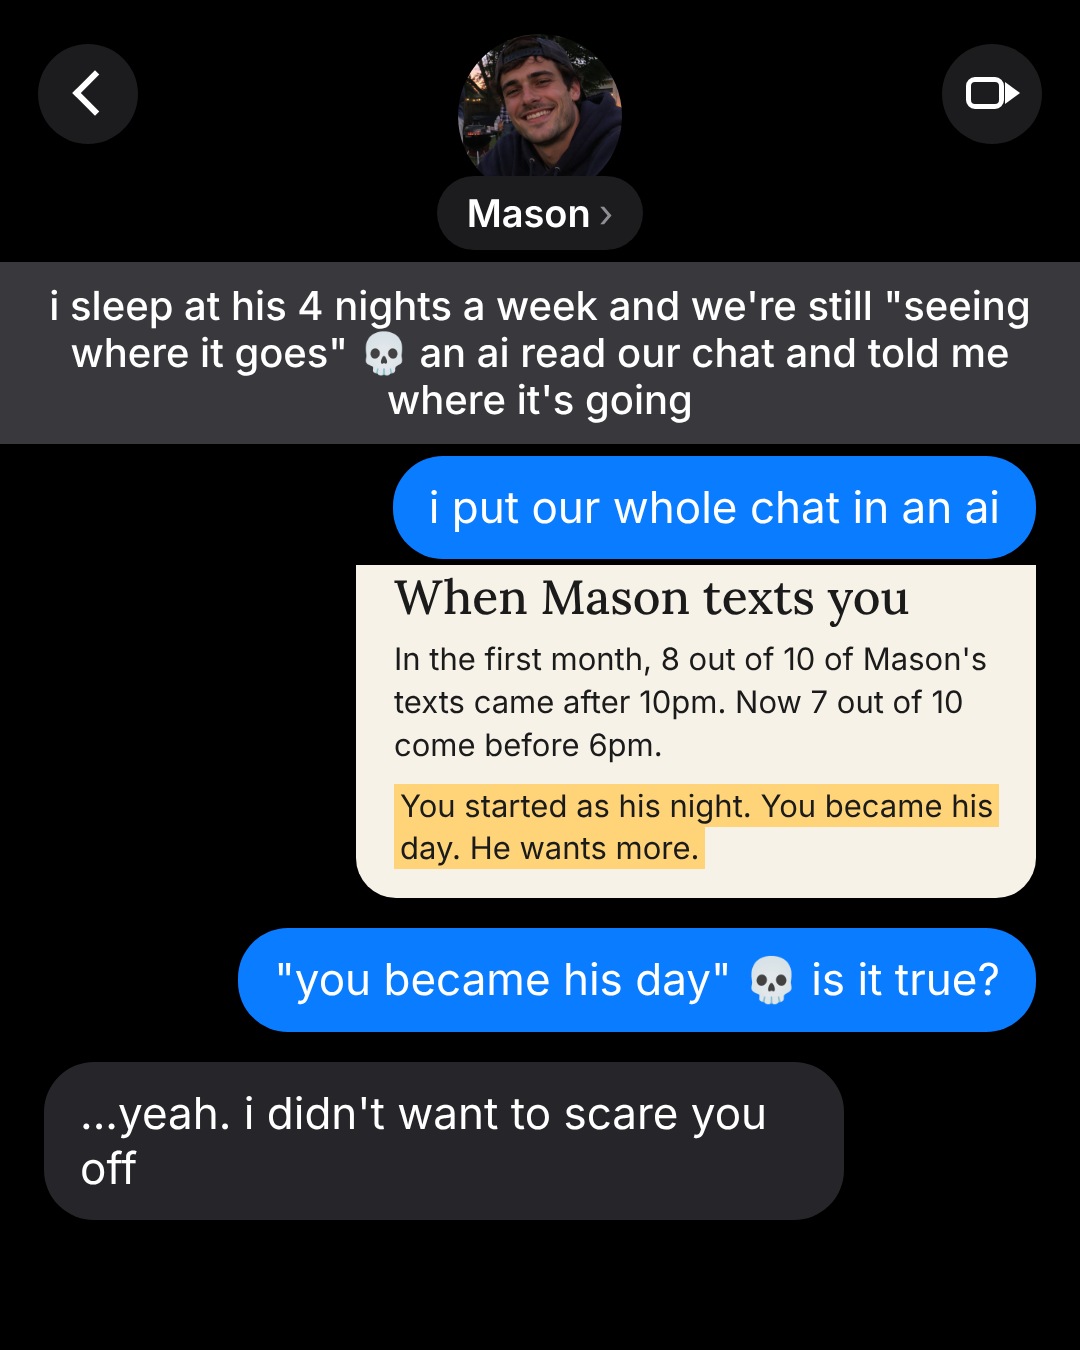 Mason ›
i sleep at his 4 nights a week and we're still "seeing
where it goes" 💀 an ai read our chat and told me
where it's going
i put our whole chat in an ai
When Mason texts you
In the first month, 8 out of 10 of Mason's
texts came after 10pm. Now 7 out of 10
come before 6pm.
You started as his night. You became his
day. He wants more.
"you became his day" 💀 is it true?
...yeah. i didn't want to scare you
off